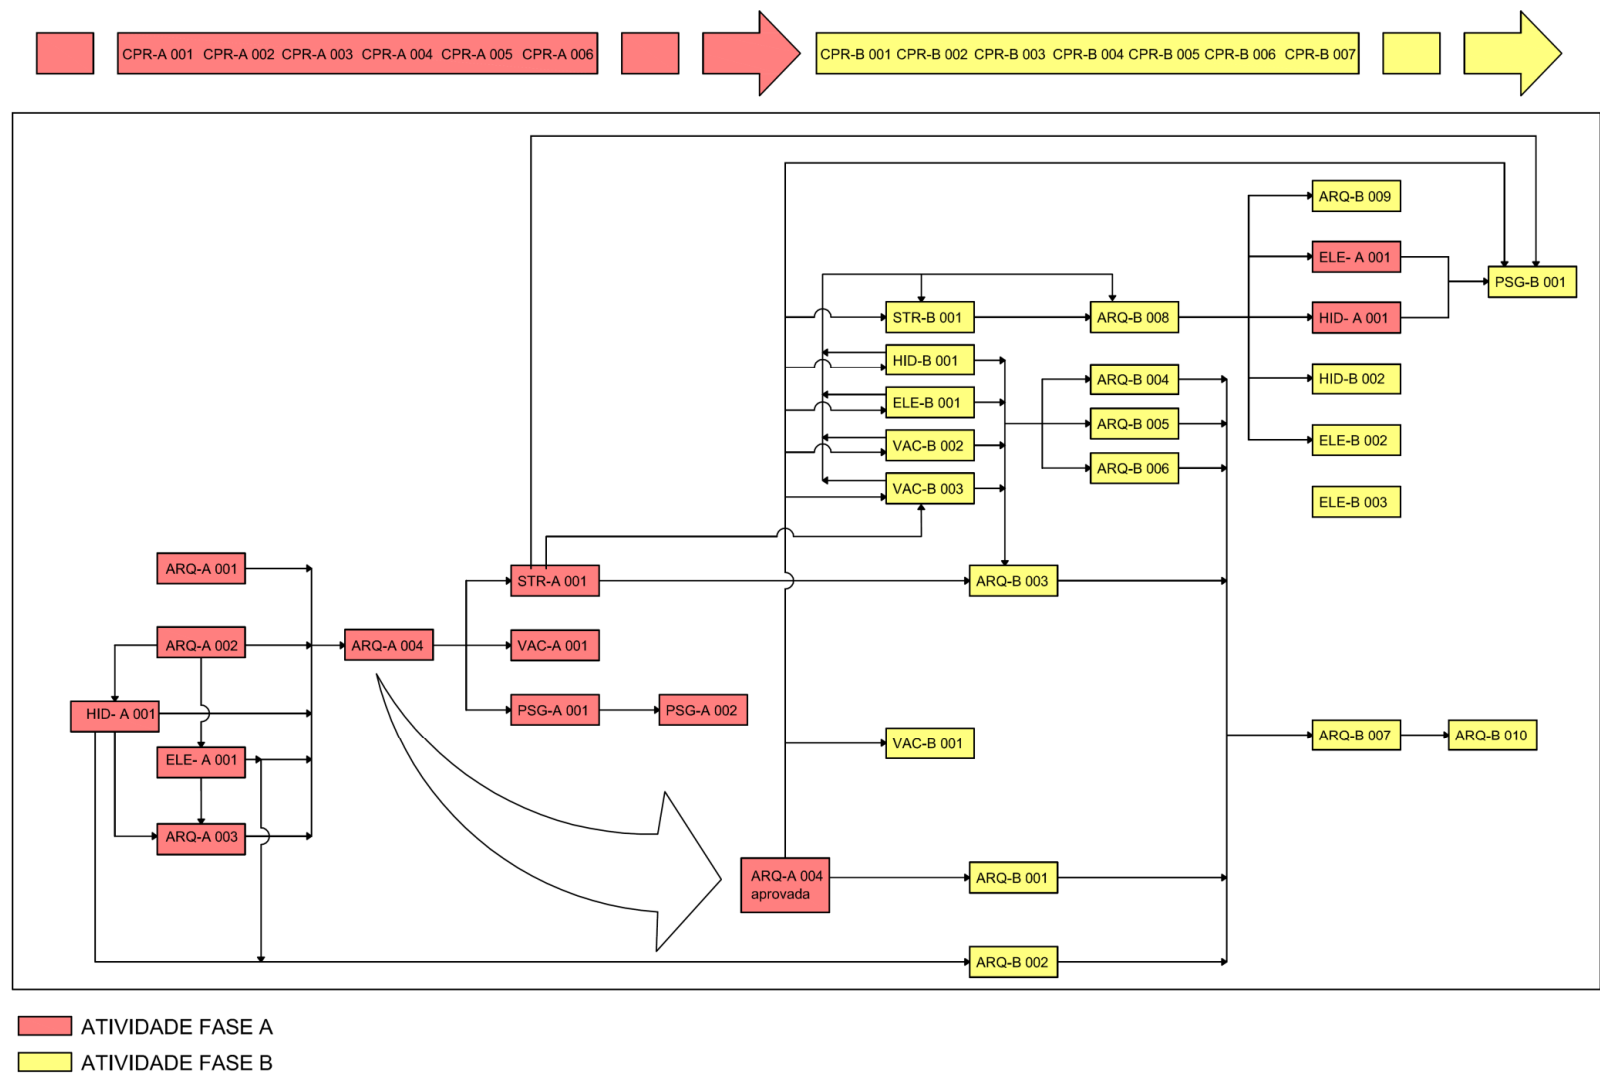 CPR-A 001 CPR-A 002 CPR-A 003 CPR-A 004 CPR-A 005 CPR-A 006
CPR-B 001 CPR-B 002 CPR-B 003 CPR-B 004 CPR-B 005 CPR-B 006 CPR-B 007
ARQ-B 009
ELE- A 001
PSG-B 001
STR-B 001
ARQ-B 008
HID- A 001
HID-B 001
ARQ-B 004
HID-B 002
ELE-B 001
ARQ-B 005
VAC-B 002
ELE-B 002
ARQ-B 006
VAC-B 003
ELE-B 003
ARQ-A 001
STR-A 001
ARQ-B 003
ARQ-A 002
ARQ-A 004
VAC-A 001
HID- A 001
PSG-A 001
PSG-A 002
VAC-B 001
ARQ-B 007
ARQ-B 010
ELE- A 001
ARQ-A 003
ARQ-A 004
aprovada
ARQ-B 001
ARQ-B 002
ATIVIDADE FASE A
ATIVIDADE FASE B